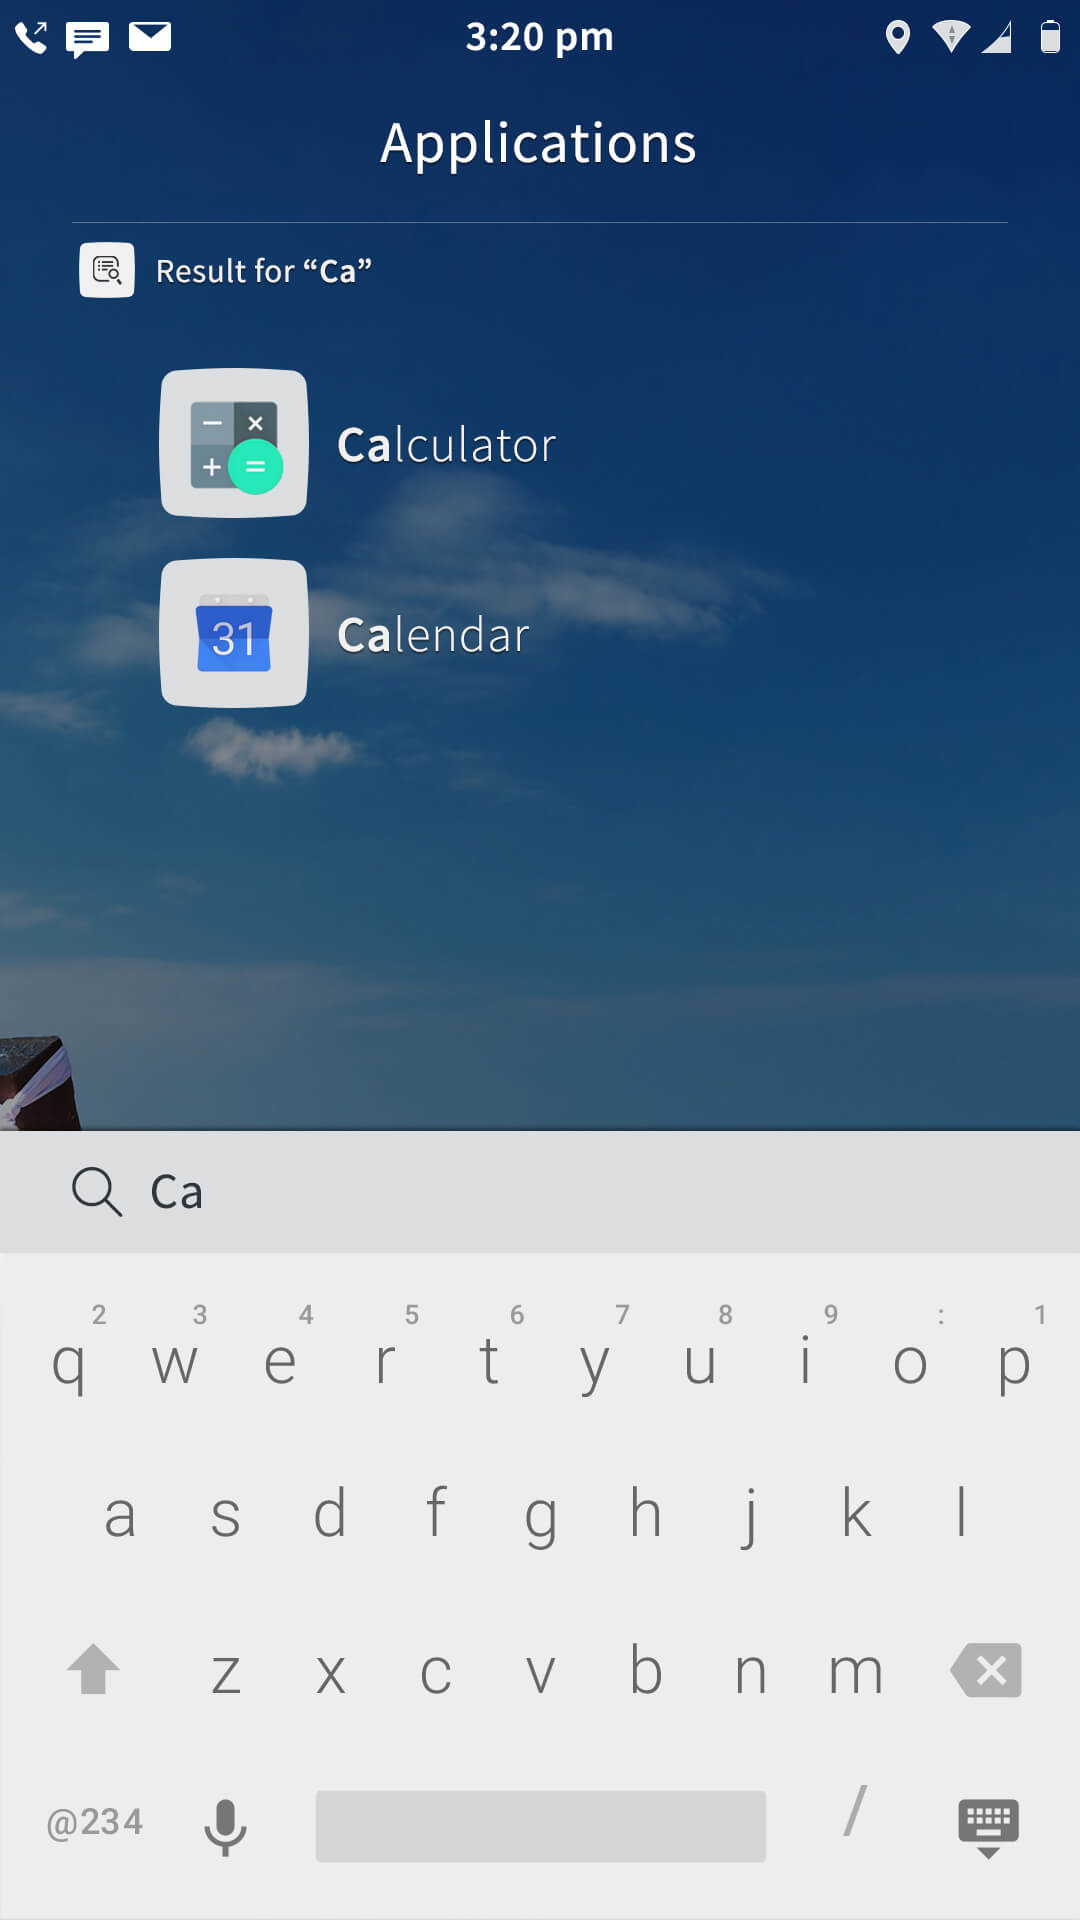 3:20 pm
Applications
Result for “Ca”
− ×
+ =
Calculator
31
Calendar
Ca
2 3 4 5 6 7 8 9 : 1
q w e r t y u i o p
a s d f g h j k l
z x c v b n m
@234 /